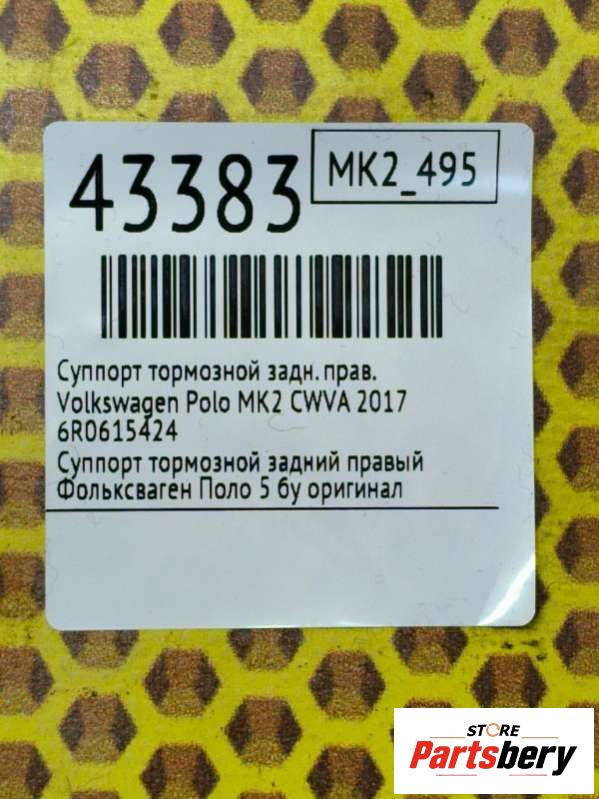 43383
MK2_495
Суппорт тормозной задн. прав.
Volkswagen Polo MK2 CWVA 2017
6R0615424
Суппорт тормозной задний правый
Фольксваген Поло 5 бу оригинал
STORE
Partsbery